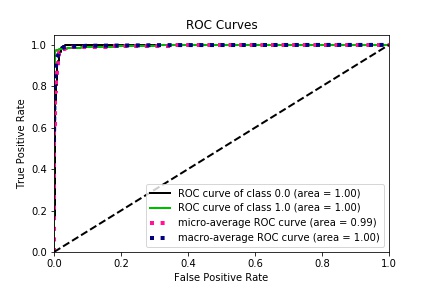 ROC Curves
True Positive Rate
1.0
0.8
0.6
0.4
0.2
0.0
ROC curve of class 0.0 (area = 1.00)
ROC curve of class 1.0 (area = 1.00)
micro-average ROC curve (area = 0.99)
macro-average ROC curve (area = 1.00)
0.0 0.2 0.4 0.6 0.8 1.0
False Positive Rate